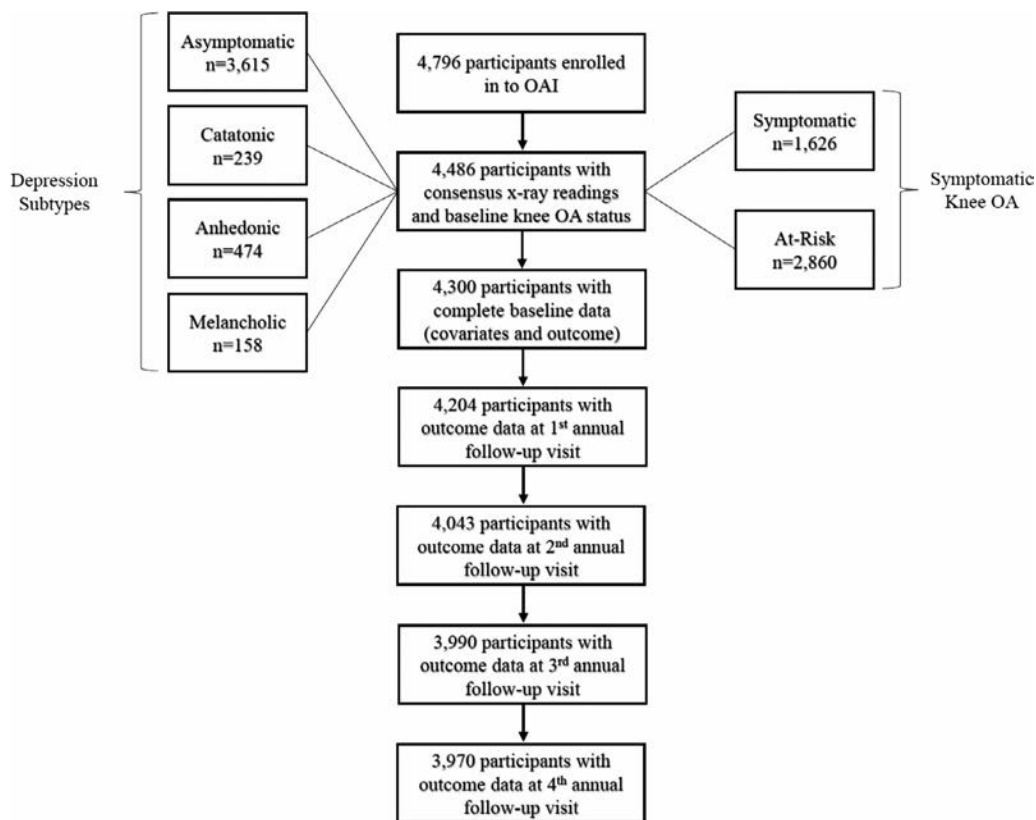 Depression
Subtypes
Asymptomatic
n=3,615
Catatonic
n=239
Anhedonic
n=474
Melancholic
n=158
4,796 participants enrolled
in to OAI
4,486 participants with
consensus x-ray readings
and baseline knee OA status
4,300 participants with
complete baseline data
(covariates and outcome)
4,204 participants with
outcome data at 1st annual
follow-up visit
4,043 participants with
outcome data at 2nd annual
follow-up visit
3,990 participants with
outcome data at 3rd annual
follow-up visit
3,970 participants with
outcome data at 4th annual
follow-up visit
Symptomatic
n=1,626
At-Risk
n=2,860
Symptomatic
Knee OA